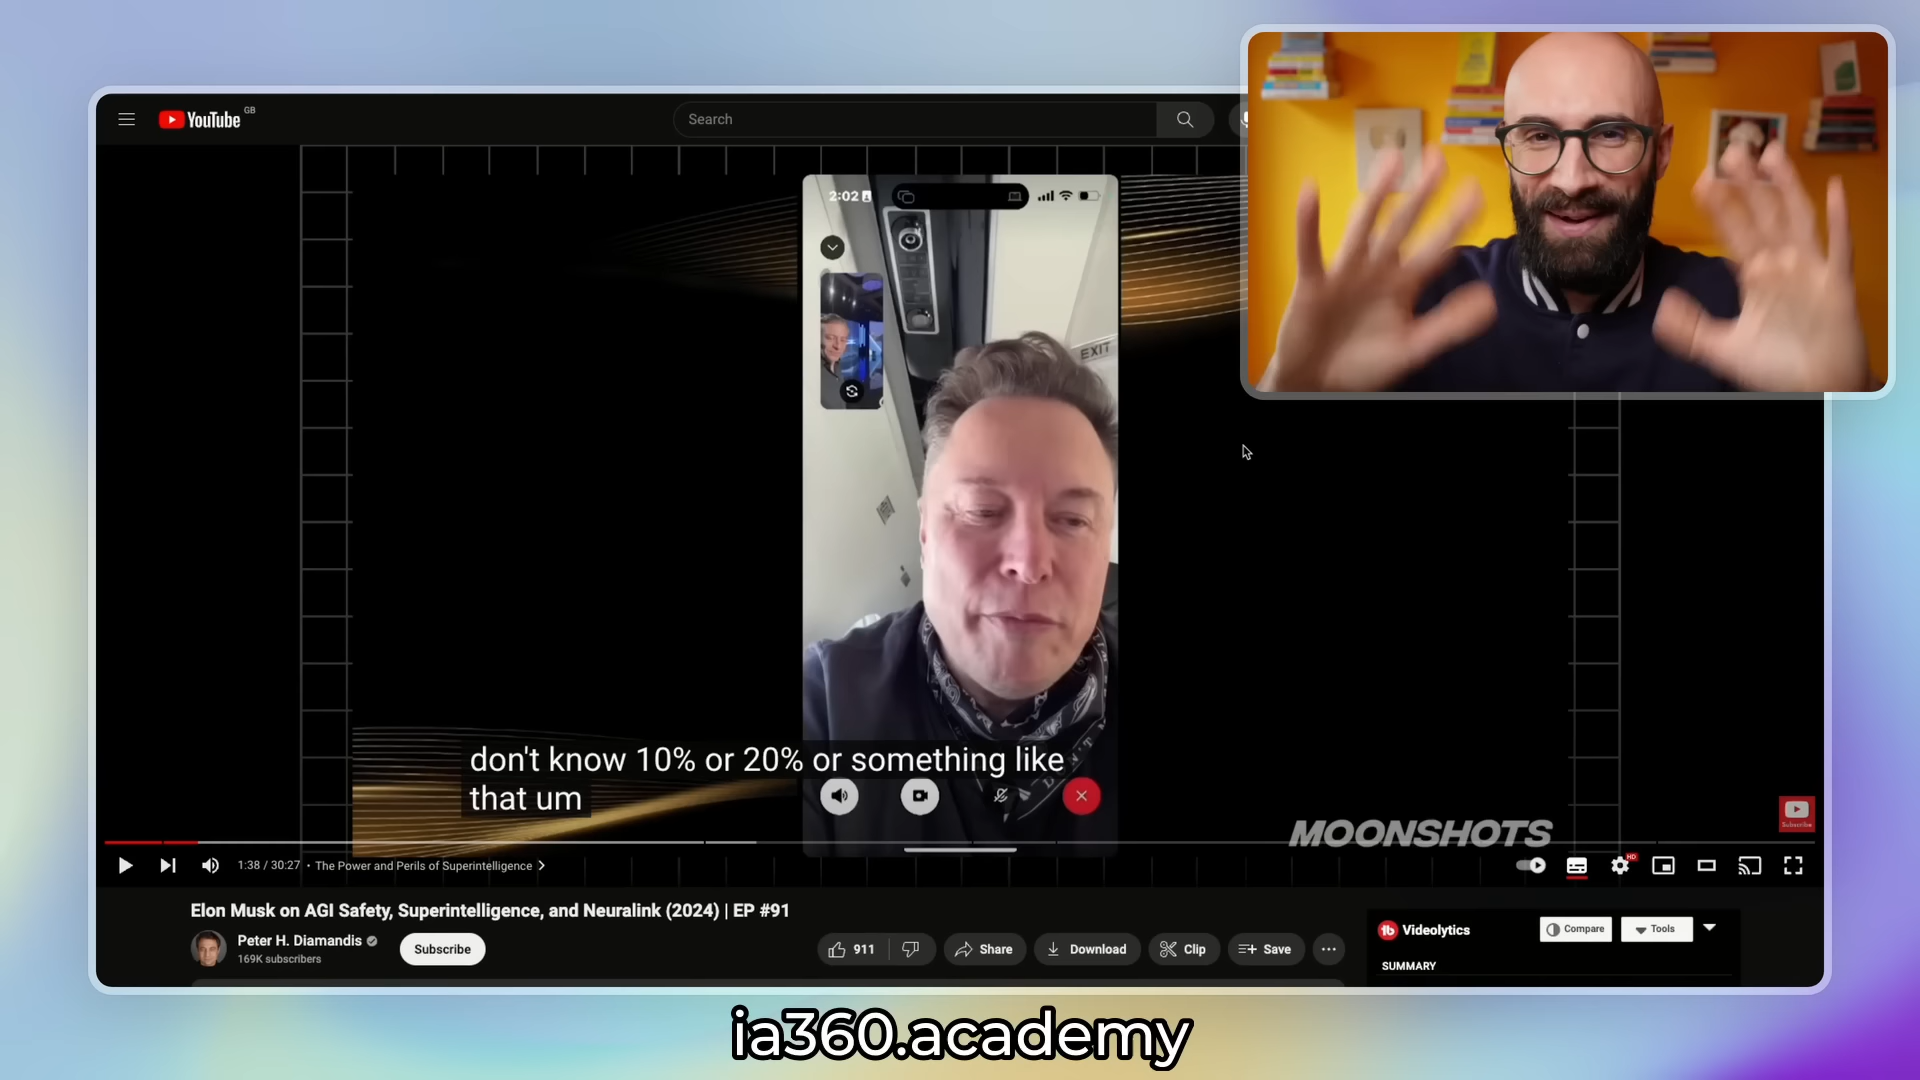 YouTube GB
Search
2:02
EXIT
don't know 10% or 20% or something like
that um
MOONSHOTS
Subscribe
1:38 / 30:27 • The Power and Perils of Superintelligence
HD
Elon Musk on AGI Safety, Superintelligence, and Neuralink (2024) | EP #91
Peter H. Diamandis
169K subscribers
Subscribe
911
Share
Download
Clip
Save
Videolytics
Compare
Tools
SUMMARY
ia360.academy